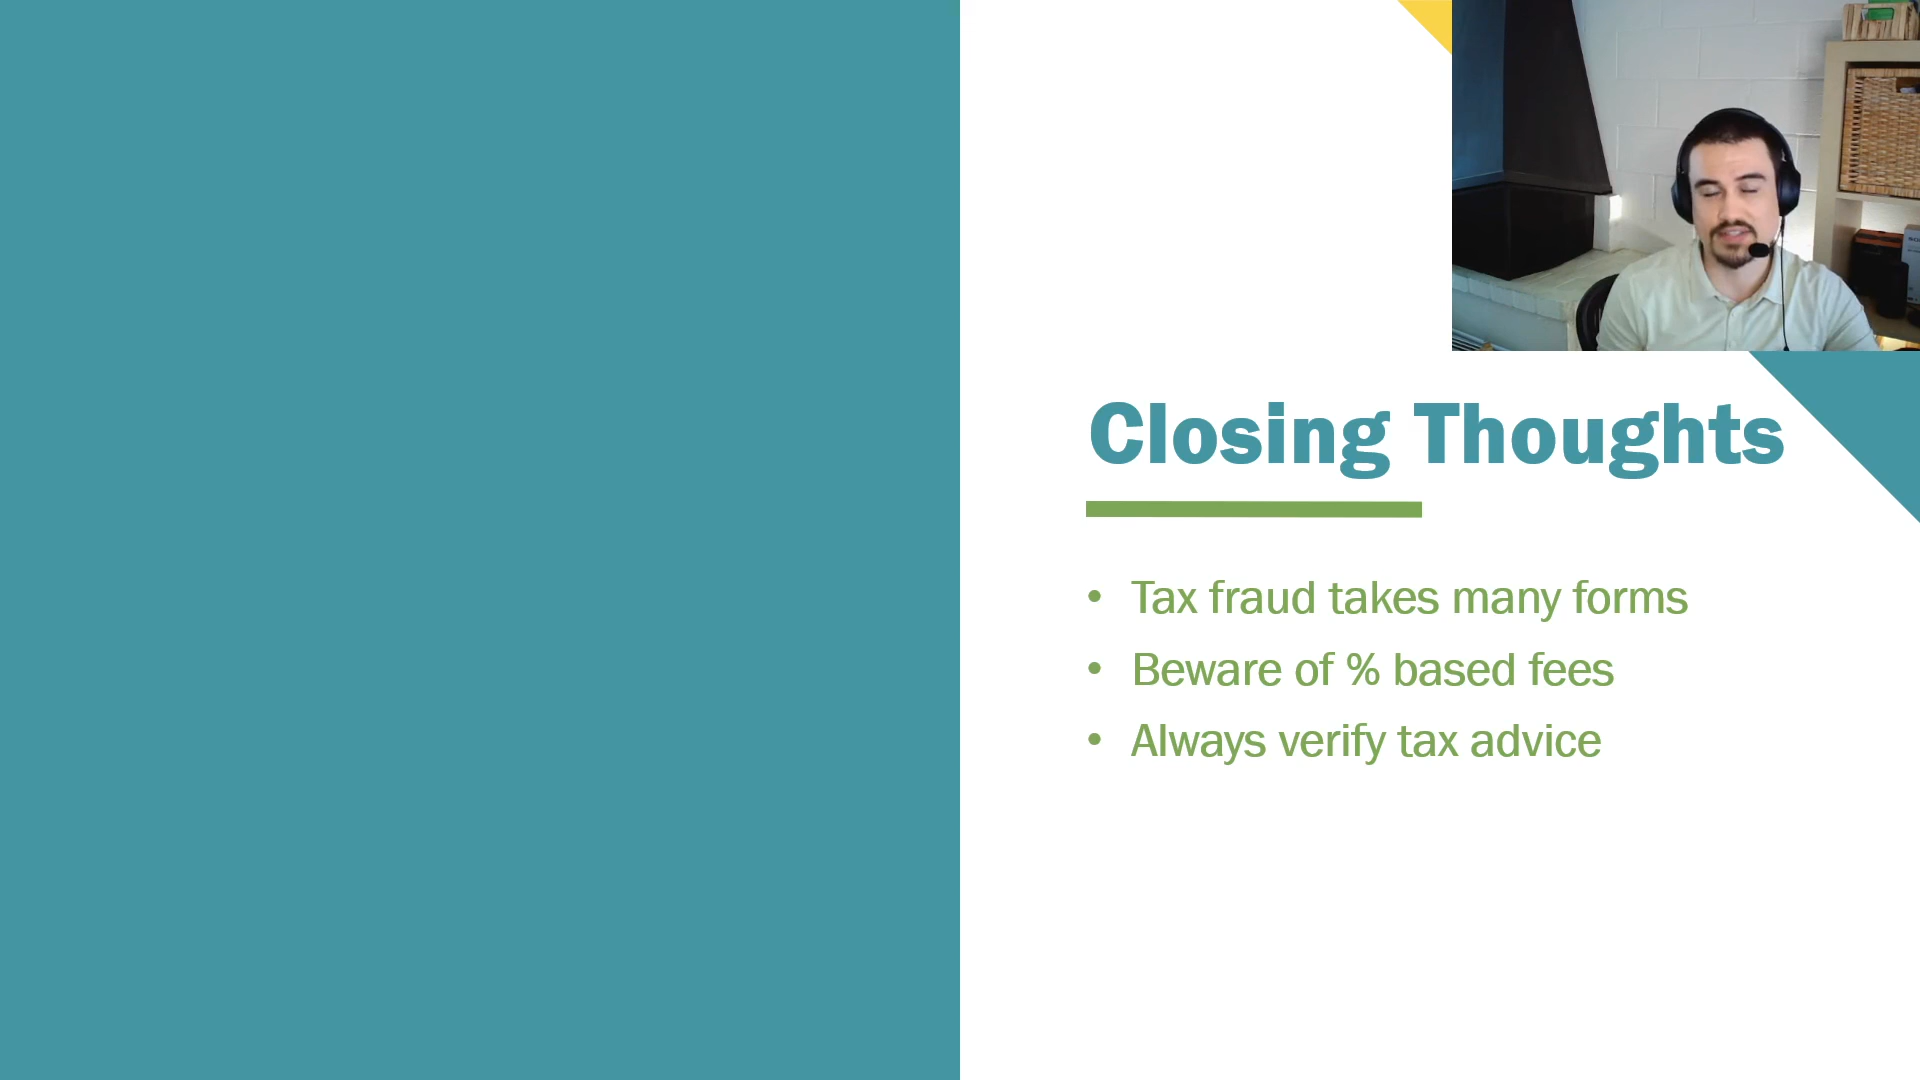 Closing Thoughts
• Tax fraud takes many forms
• Beware of % based fees
• Always verify tax advice